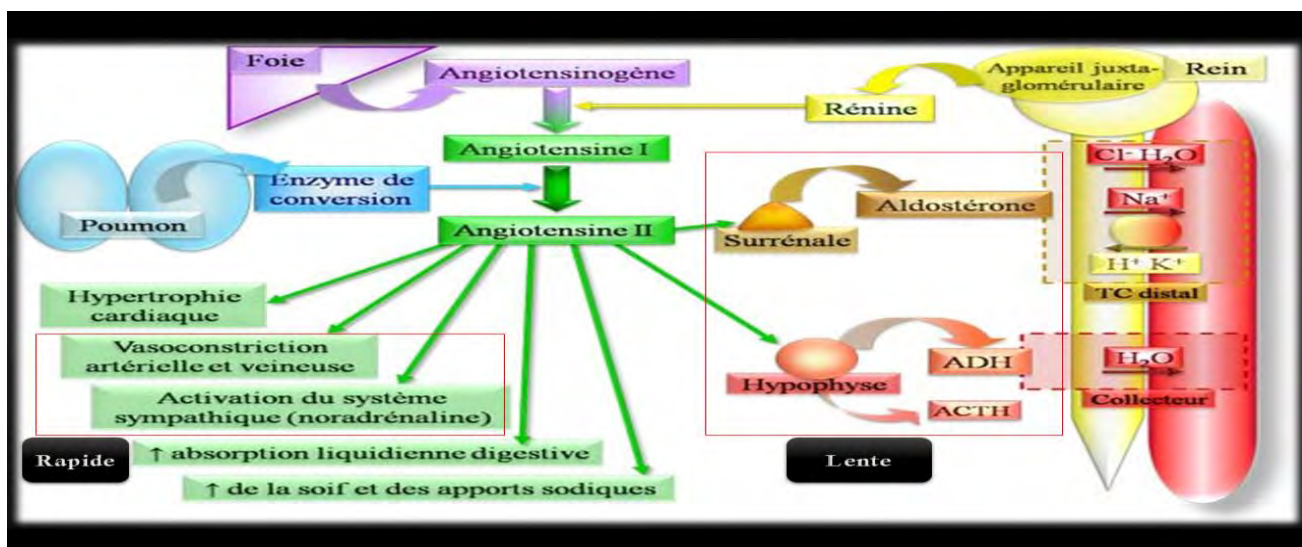 Foie
Angiotensinogène
Appareil juxta-
glomérulaire
Rein
Rénine
Angiotensine I
Cl⁻ H₂O
Enzyme de
conversion
Na⁺
Aldostérone
Poumon
Angiotensine II
Surrénale
H⁺ K⁺
TC distal
Hypertrophie
cardiaque
Vasoconstriction
artérielle et veineuse
ADH
H₂O
Hypophyse
Activation du système
sympathique (noradrénaline)
Collecteur
ACTH
Rapide
↑ absorption liquidienne digestive
Lente
↑ de la soif et des apports sodiques